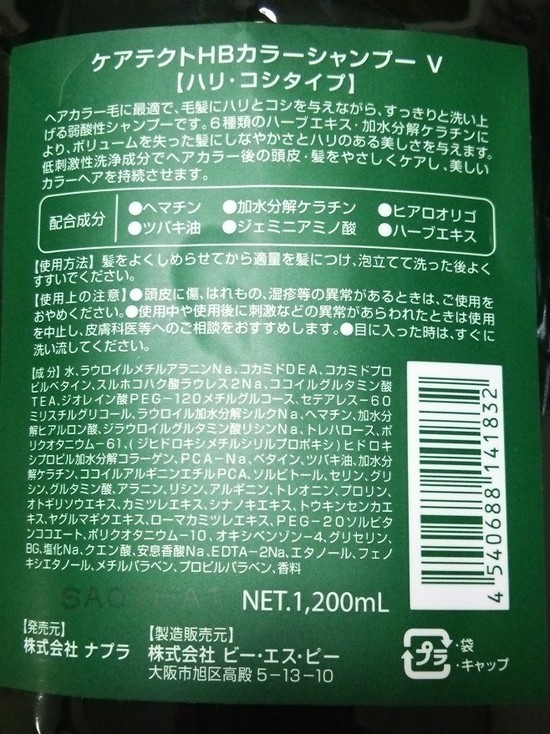 ケアテクトHBカラーシャンプー V
【ハリ・コシタイプ】
ヘアカラー毛に最適で、毛髪にハリとコシを与えながら、すっきりと洗い上
げる弱酸性シャンプーです。6種類のハーブエキス・加水分解ケラチンに
より、ボリュームを失った髪にしなやかさとハリのある美しさを与えます。
低刺激性洗浄成分でヘアカラー後の頭皮・髪をやさしくケアし、美しい
カラーヘアを持続させます。
配合成分
●ヘマチン ●加水分解ケラチン ●ヒアロオリゴ
●ツバキ油 ●ジェミニアミノ酸 ●ハーブエキス
【使用方法】髪をよくしめらせてから適量を髪につけ、泡立てて洗った後よく
すすいでください。
【使用上の注意】●頭皮に傷、はれもの、湿疹等の異常があるときは、ご使用を
おやめください。●使用中や使用後に刺激などの異常があらわれたときは使用
を中止し、皮膚科医等へのご相談をおすすめします。●目に入った時は、すぐに
洗い流してください。
【成分】水、ラウロイルメチルアラニンNa、コカミドDEA、コカミドプロ
ピルベタイン、スルホコハク酸ラウレス2Na、ココイルグルタミン酸
TEA、ジオレイン酸PEG-120メチルグルコース、セテアレス-60
ミリスチルグリコール、ラウロイル加水分解シルクNa、ヘマチン、加水分
解ヒアルロン酸、ジラウロイルグルタミン酸リシンNa、トレハロース、ポ
リクオタニウム-61、(ジヒドロキシメチルシリルプロポキシ)ヒドロキ
シプロピル加水分解コラーゲン、PCA-Na、ベタイン、ツバキ油、加水分
解ケラチン、ココイルアルギニンエチルPCA、ソルビトール、セリン、グリ
シン、グルタミン酸、アラニン、リシン、アルギニン、トレオニン、プロリン、
オトギリソウエキス、カミツレエキス、シナノキエキス、トウキンセンカエ
キス、ヤグルマギクエキス、ローマカミツレエキス、PEG-20ソルビタ
ンココエート、ポリクオタニウム-10、オキシベンゾン-4、グリセリン、
BG、塩化Na、クエン酸、安息香酸Na、EDTA-2Na、エタノール、フェノ
キシエタノール、メチルパラベン、プロピルパラベン、香料
NET.1,200mL
4 540688 141832
【発売元】
株式会社 ナプラ
【製造販売元】
株式会社 ビー・エス・ピー
大阪市旭区高殿5-13-10
プラ
・袋
・キャップ